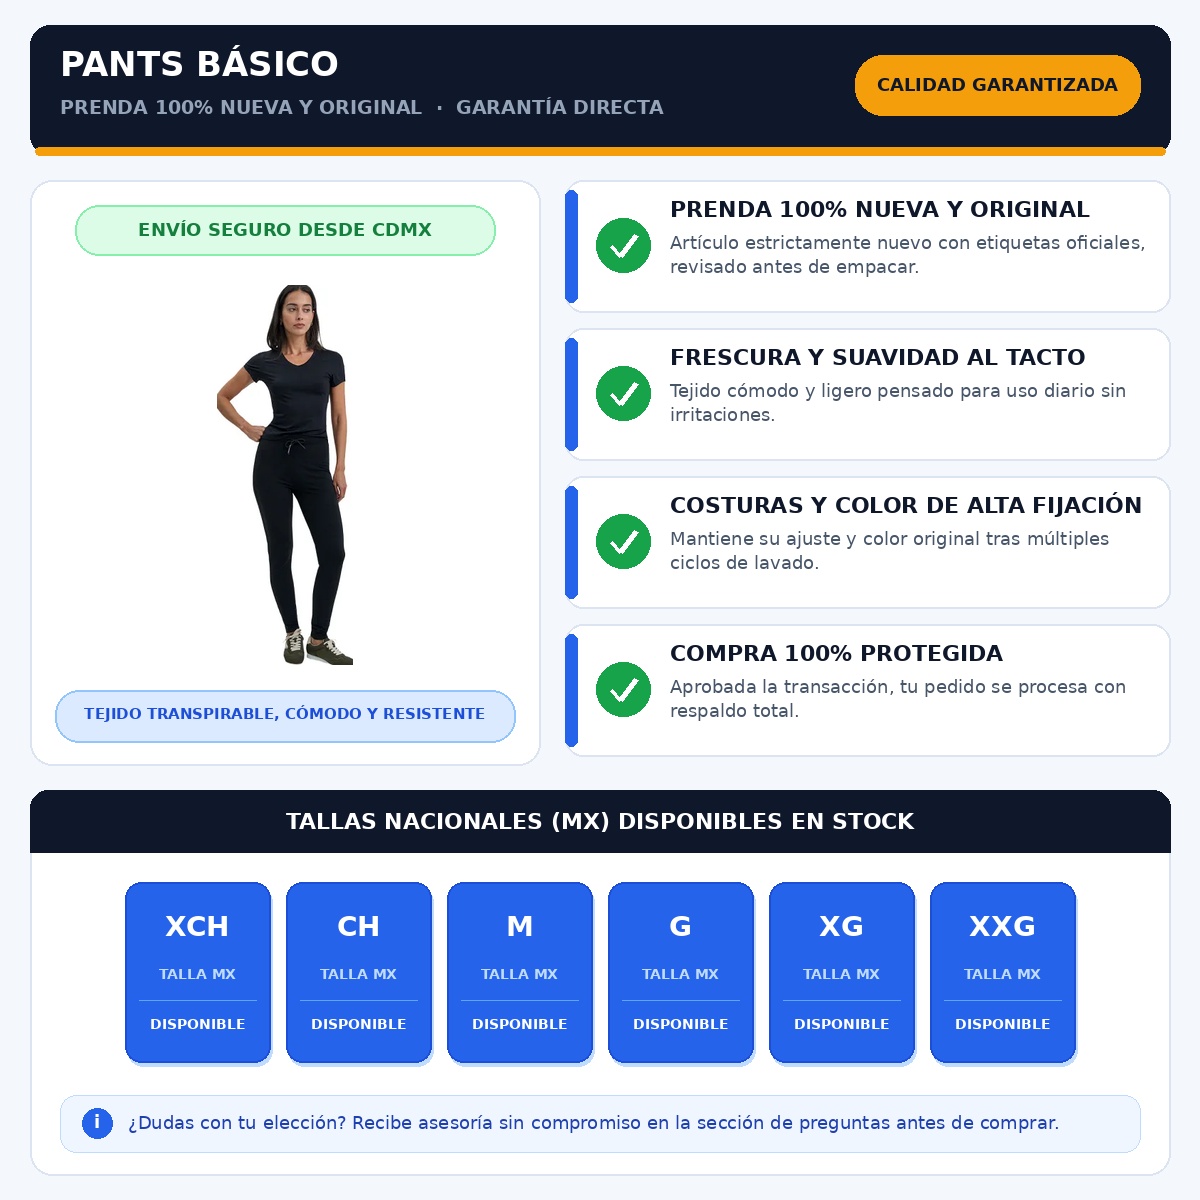 PANTS BÁSICO
PRENDA 100% NUEVA Y ORIGINAL · GARANTÍA DIRECTA
CALIDAD GARANTIZADA
ENVÍO SEGURO DESDE CDMX
TEJIDO TRANSPIRABLE, CÓMODO Y RESISTENTE
PRENDA 100% NUEVA Y ORIGINAL
Artículo estrictamente nuevo con etiquetas oficiales,
revisado antes de empacar.
FRESCURA Y SUAVIDAD AL TACTO
Tejido cómodo y ligero pensado para uso diario sin
irritaciones.
COSTURAS Y COLOR DE ALTA FIJACIÓN
Mantiene su ajuste y color original tras múltiples
ciclos de lavado.
COMPRA 100% PROTEGIDA
Aprobada la transacción, tu pedido se procesa con
respaldo total.
TALLAS NACIONALES (MX) DISPONIBLES EN STOCK
XCH
TALLA MX
DISPONIBLE
CH
TALLA MX
DISPONIBLE
M
TALLA MX
DISPONIBLE
G
TALLA MX
DISPONIBLE
XG
TALLA MX
DISPONIBLE
XXG
TALLA MX
DISPONIBLE
i
¿Dudas con tu elección? Recibe asesoría sin compromiso en la sección de preguntas antes de comprar.